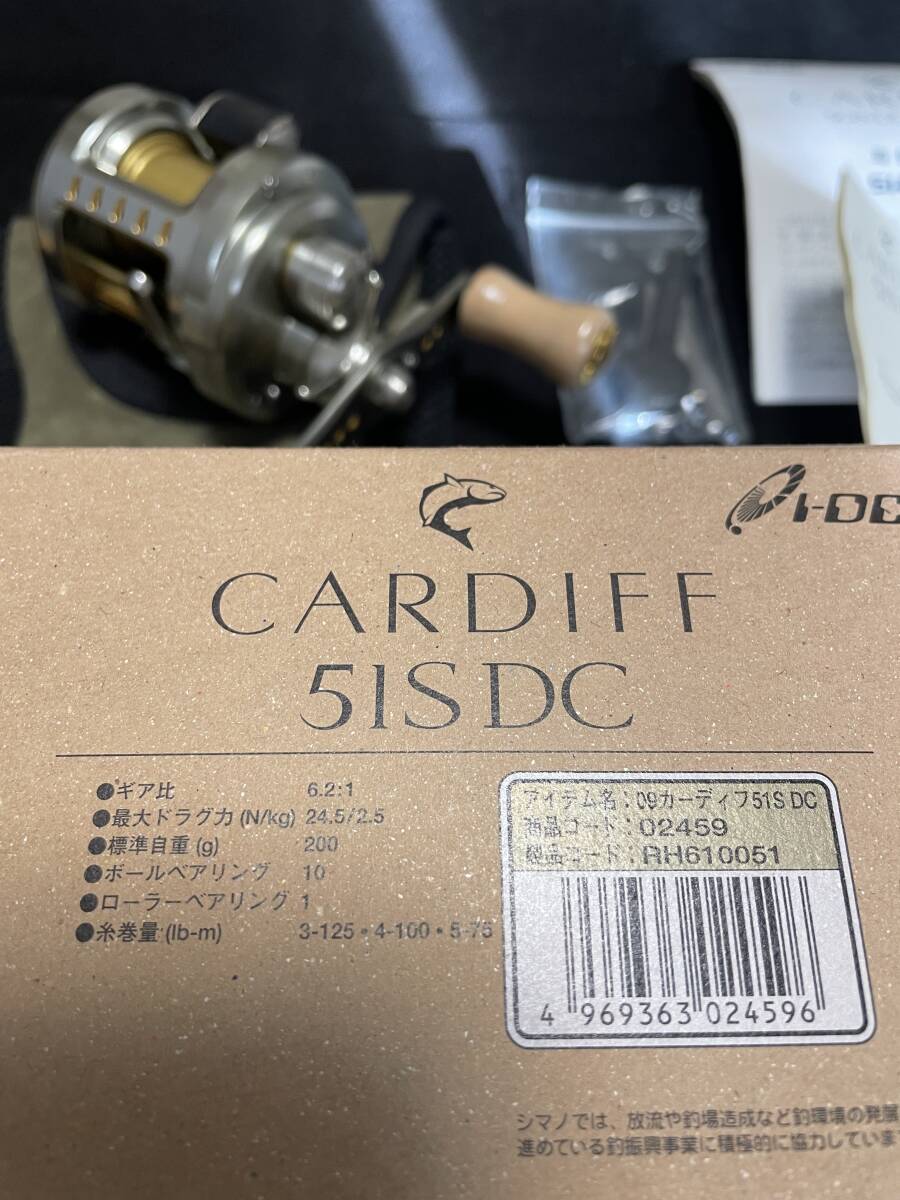 CARDIFF
I-DC
CARDIFF
51S DC
●ギア比 6.2:1
●最大ドラグ力 (N/kg) 24.5/2.5
●標準自重 (g) 200
●ボールベアリング 10
●ローラーベアリング 1
●糸巻量 (lb-m) 3-125・4-100・5-75
アイテム名:09カーディフ51S DC
商品コード:02459
製品コード:RH610051
4 969363 024596
シマノでは、放流や釣場造成など釣環境の発展
進めている釣振興事業に積極的に協力していま